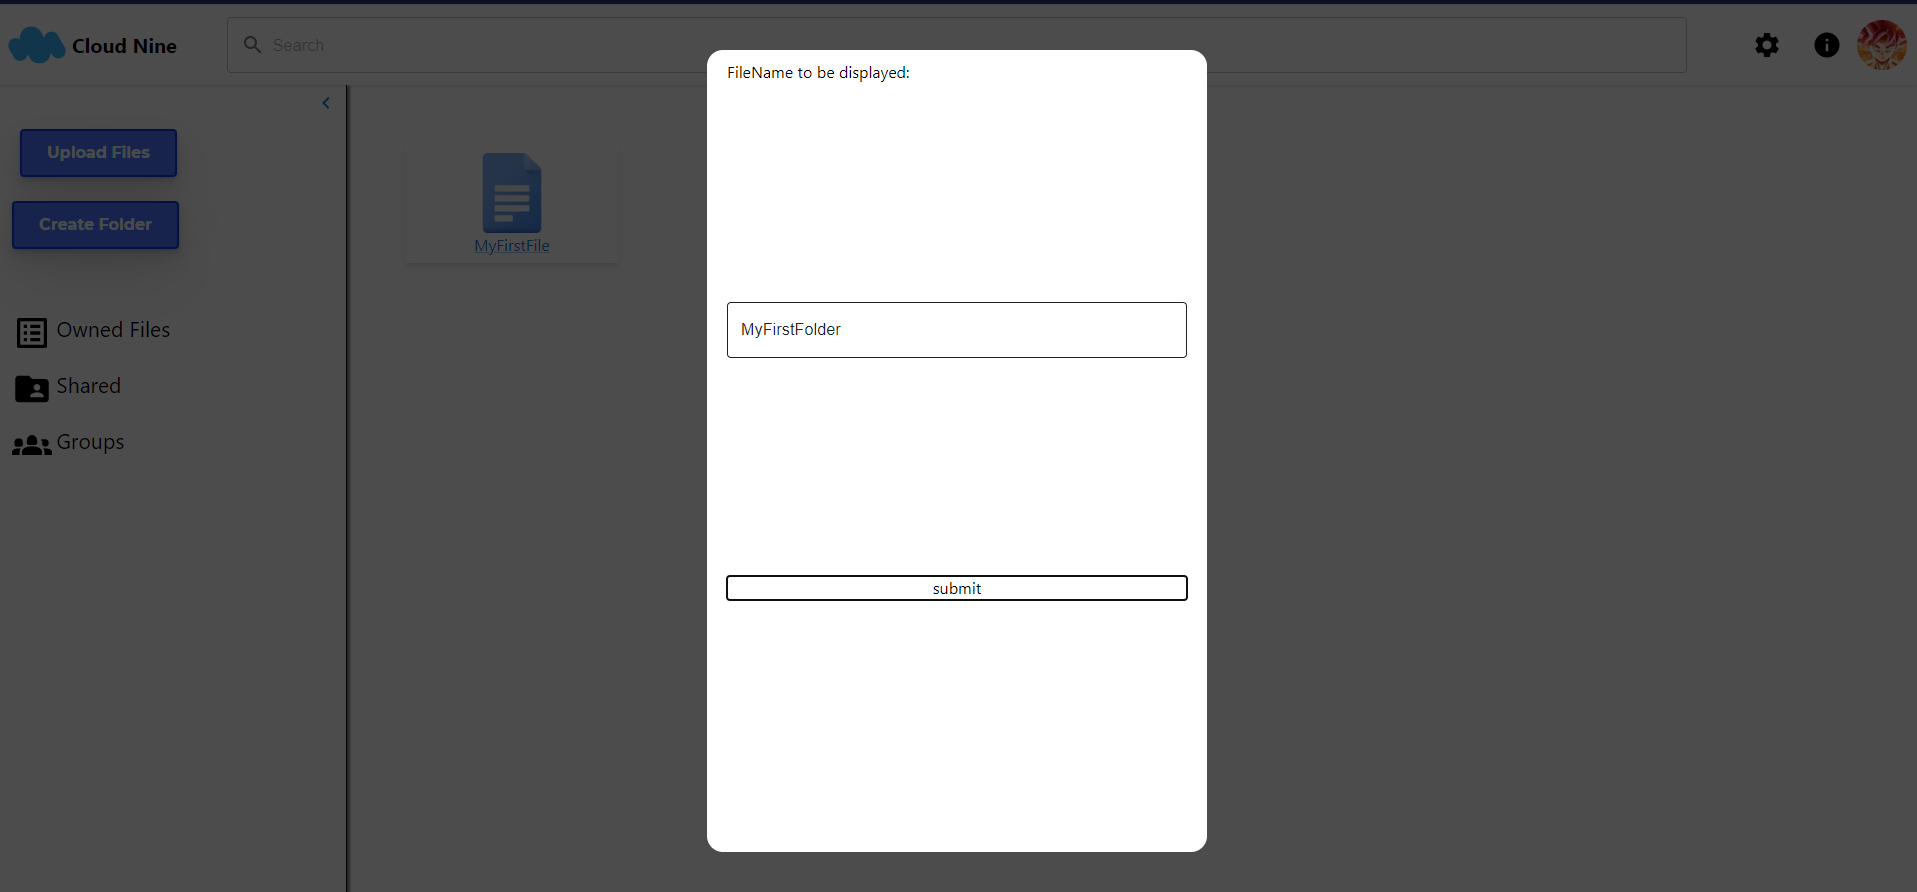 Cloud Nine
Search
FileName to be displayed:
Upload Files
Create Folder
MyFirstFile
MyFirstFolder
Owned Files
Shared
Groups
submit